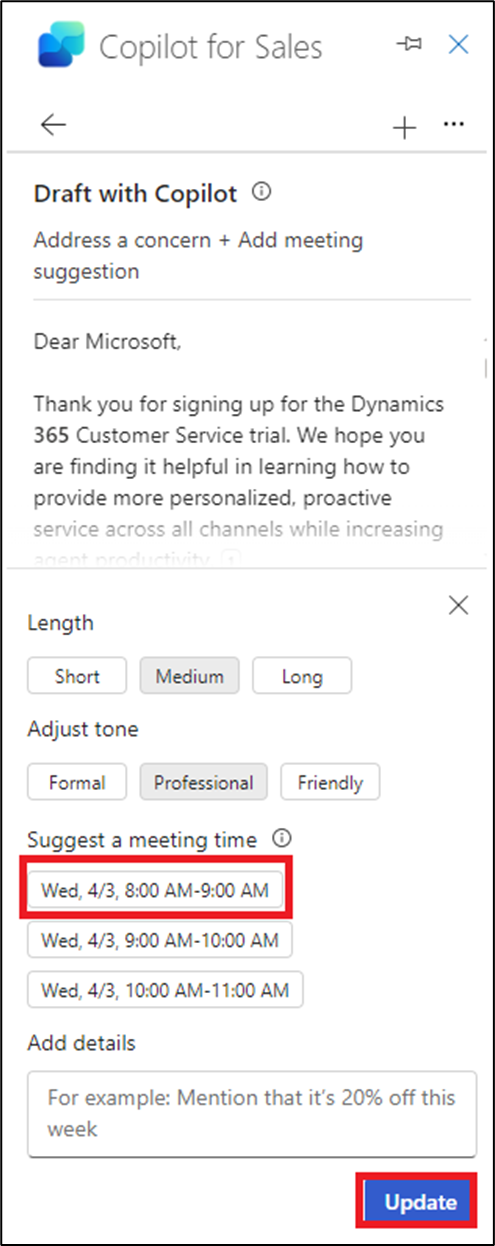 Copilot for Sales
Draft with Copilot
Address a concern + Add meeting
suggestion
Dear Microsoft,
Thank you for signing up for the Dynamics
365 Customer Service trial. We hope you
are finding it helpful in learning how to
provide more personalized, proactive
service across all channels while increasing
agent productivity. 1
Length
Short Medium Long
Adjust tone
Formal Professional Friendly
Suggest a meeting time
Wed, 4/3, 8:00 AM-9:00 AM
Wed, 4/3, 9:00 AM-10:00 AM
Wed, 4/3, 10:00 AM-11:00 AM
Add details
For example: Mention that it's 20% off this
week
Update